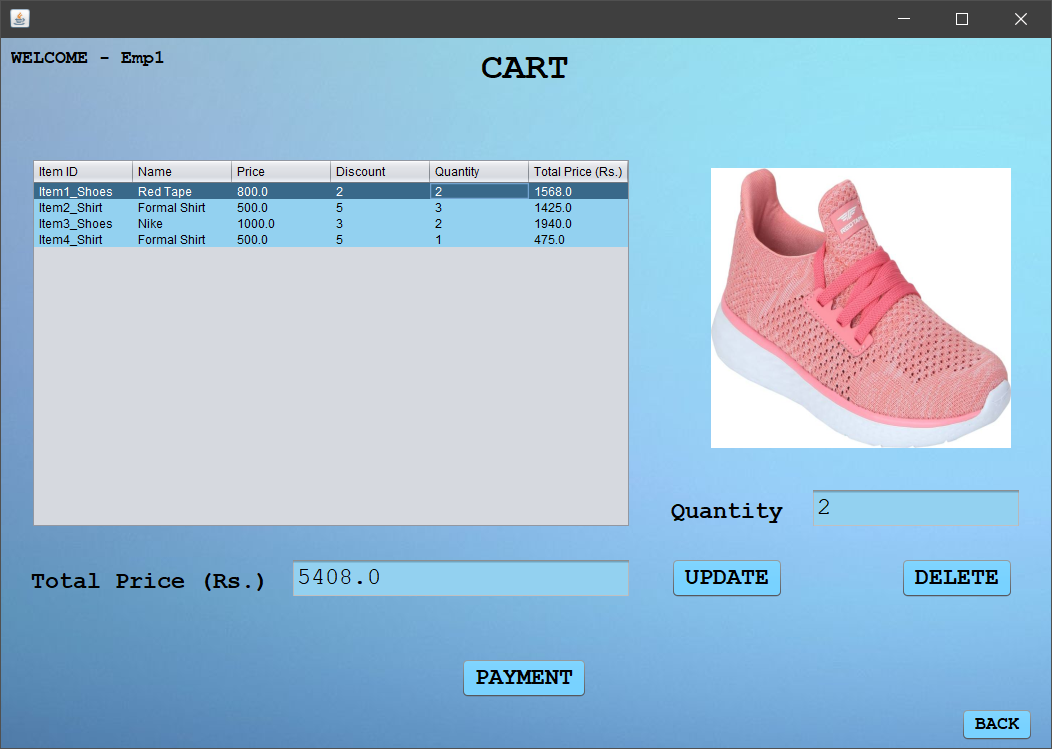 WELCOME - Emp1
CART
Item ID Name Price Discount Quantity Total Price (Rs.)
Item1_Shoes Red Tape 800.0 2 2 1568.0
Item2_Shirt Formal Shirt 500.0 5 3 1425.0
Item3_Shoes Nike 1000.0 3 2 1940.0
Item4_Shirt Formal Shirt 500.0 5 1 475.0
REDTAPE
Quantity 2
Total Price (Rs.) 5408.0
UPDATE DELETE
PAYMENT
BACK